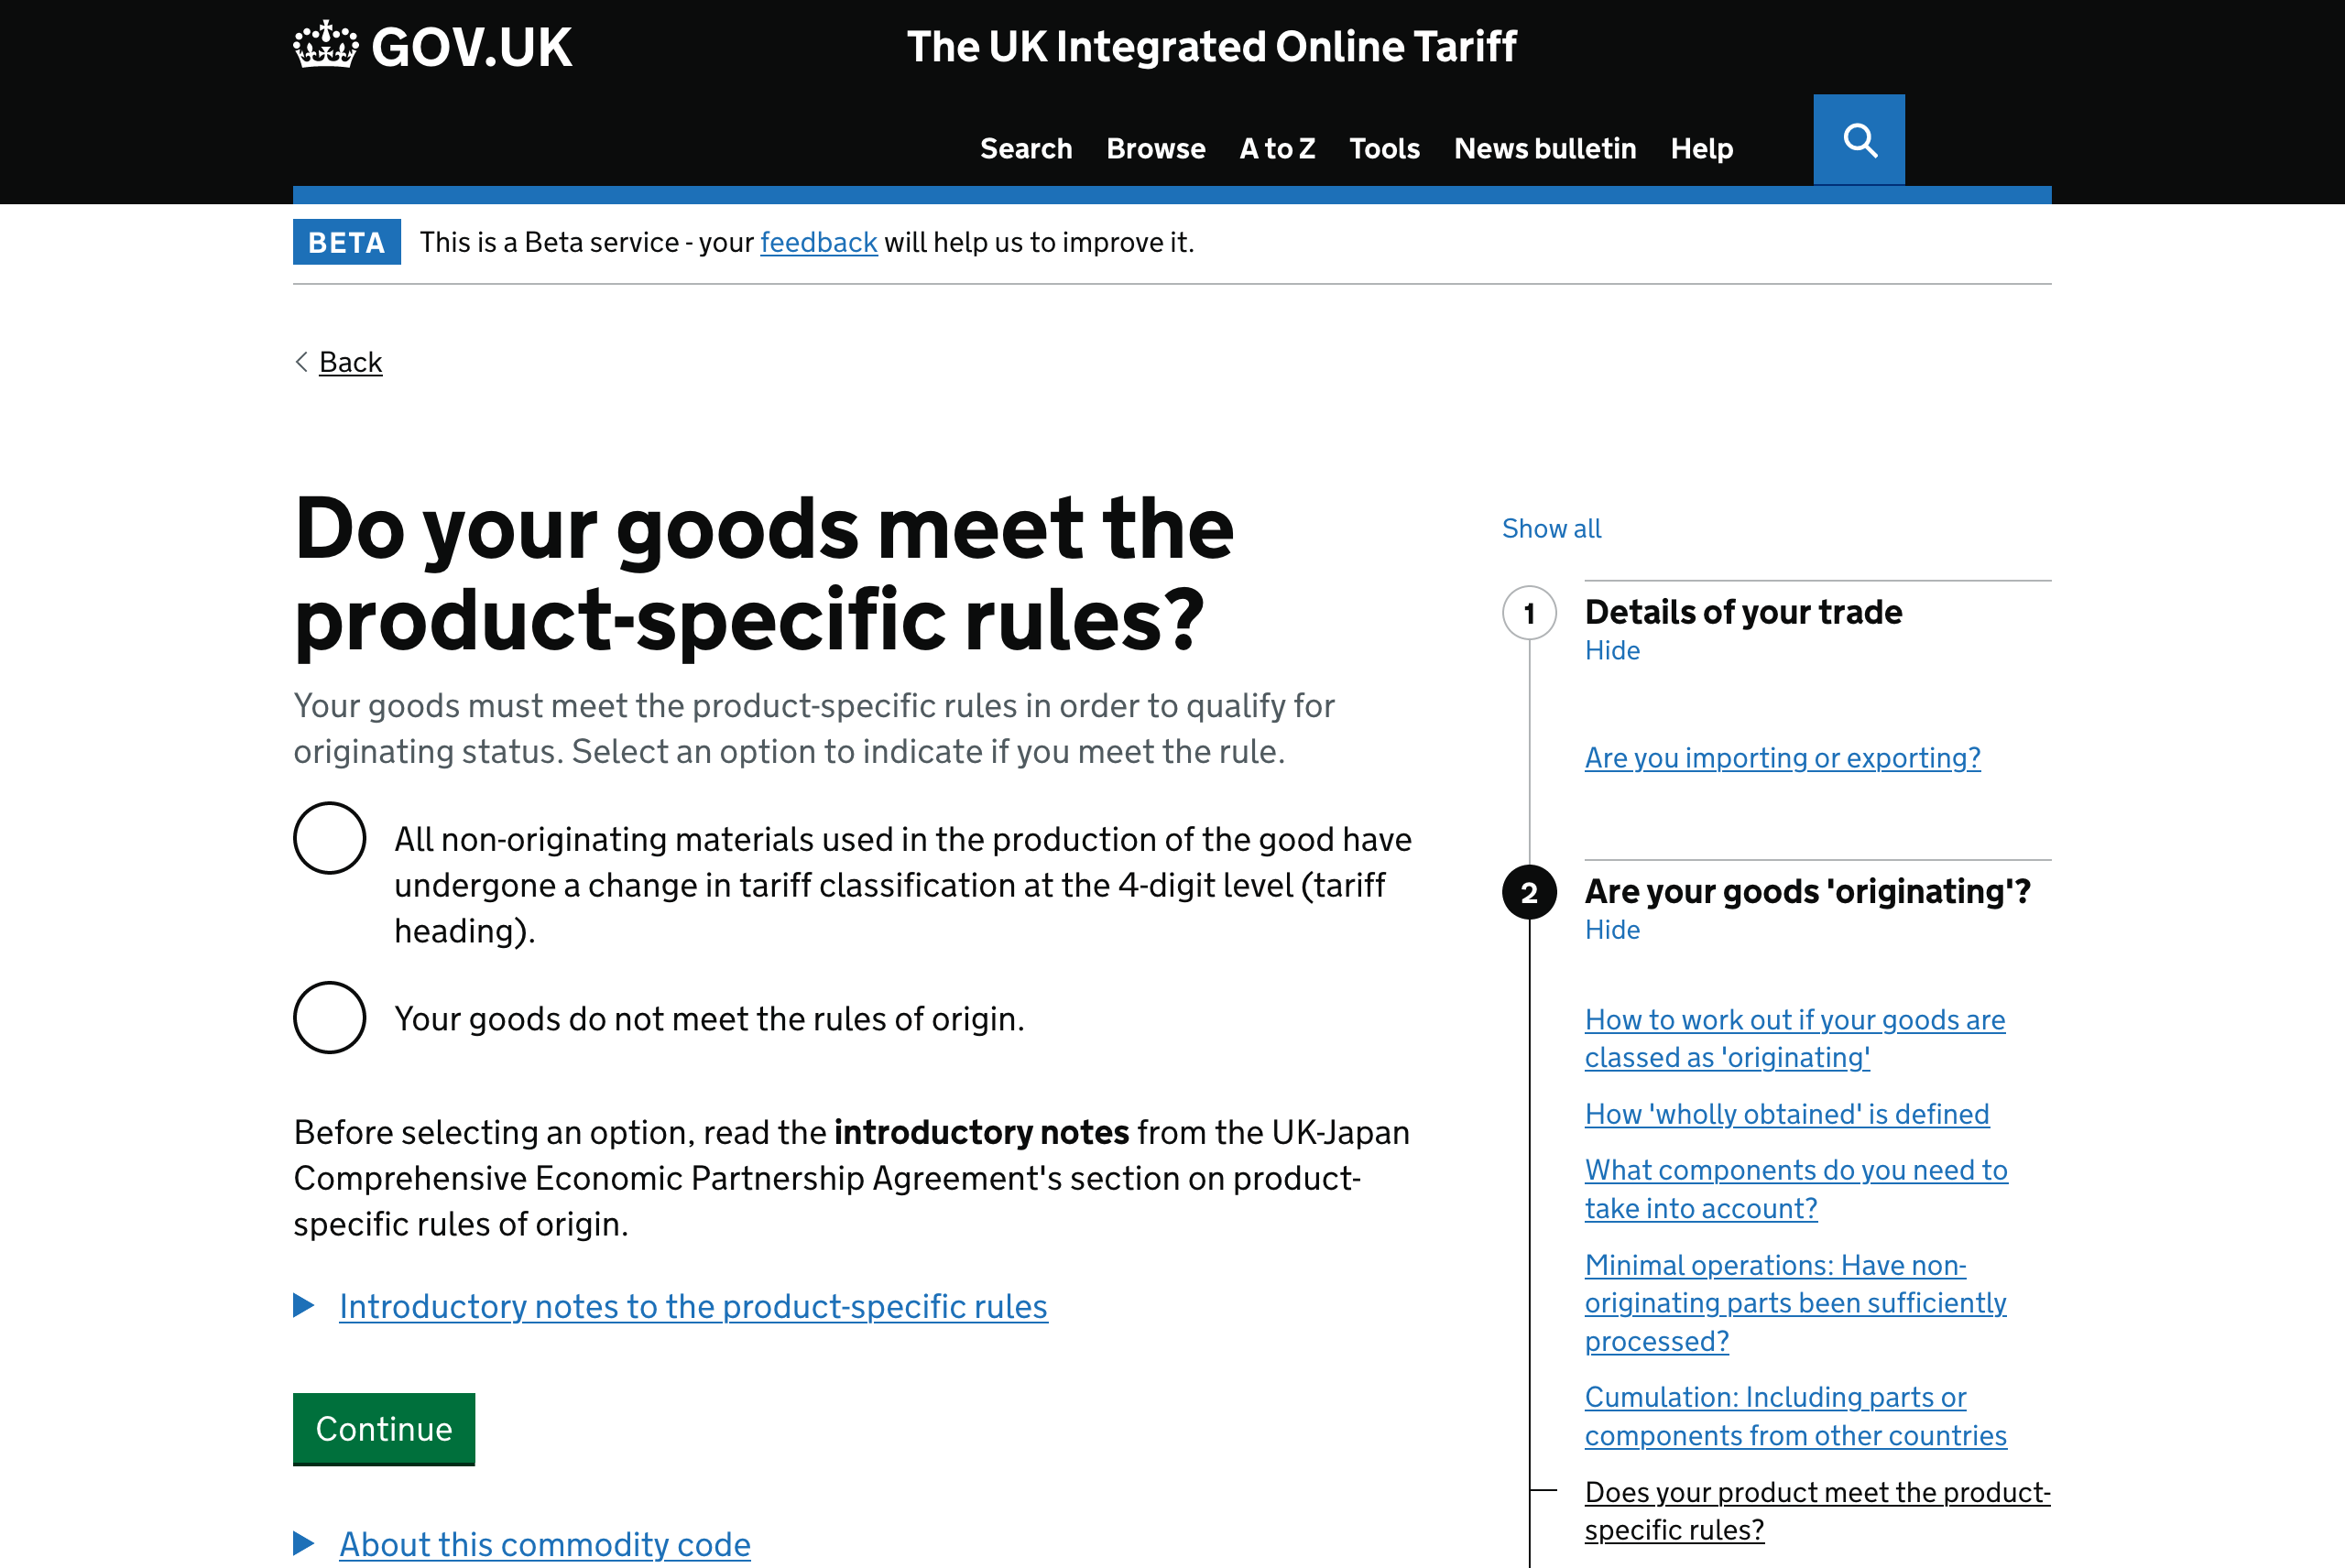 GOV.UK
The UK Integrated Online Tariff
Search Browse A to Z Tools News bulletin Help
BETA This is a Beta service - your feedback will help us to improve it.
Back
Do your goods meet the
product-specific rules?
Your goods must meet the product-specific rules in order to qualify for
originating status. Select an option to indicate if you meet the rule.
All non-originating materials used in the production of the good have
undergone a change in tariff classification at the 4-digit level (tariff
heading).
Your goods do not meet the rules of origin.
Before selecting an option, read the introductory notes from the UK-Japan
Comprehensive Economic Partnership Agreement's section on product-
specific rules of origin.
Introductory notes to the product-specific rules
Continue
About this commodity code
Show all
1 Details of your trade
Hide
Are you importing or exporting?
2 Are your goods 'originating'?
Hide
How to work out if your goods are
classed as 'originating'
How 'wholly obtained' is defined
What components do you need to
take into account?
Minimal operations: Have non-
originating parts been sufficiently
processed?
Cumulation: Including parts or
components from other countries
Does your product meet the product-
specific rules?